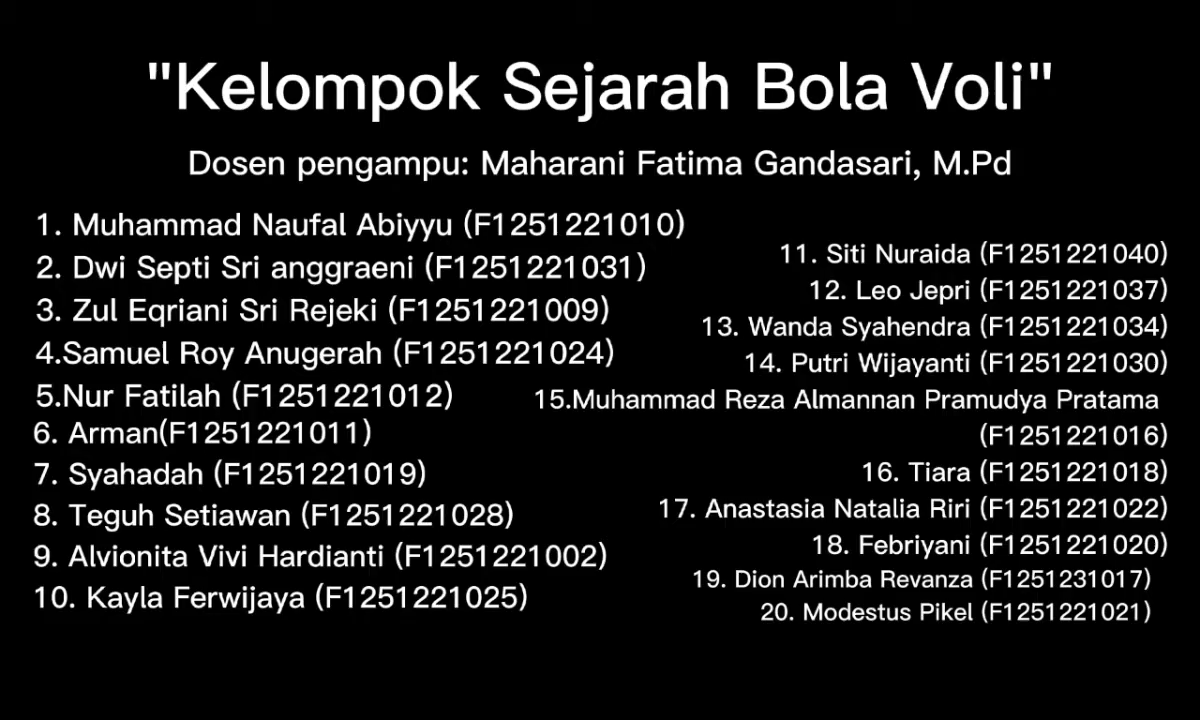 "Kelompok Sejarah Bola Voli"
Dosen pengampu: Maharani Fatima Gandasari, M.Pd
1. Muhammad Naufal Abiyyu (F1251221010)
2. Dwi Septi Sri anggraeni (F1251221031)
3. Zul Eqriani Sri Rejeki (F1251221009)
4.Samuel Roy Anugerah (F1251221024)
5.Nur Fatilah (F1251221012)
6. Arman(F1251221011)
7. Syahadah (F1251221019)
8. Teguh Setiawan (F1251221028)
9. Alvionita Vivi Hardianti (F1251221002)
10. Kayla Ferwijaya (F1251221025)
11. Siti Nuraida (F1251221040)
12. Leo Jepri (F1251221037)
13. Wanda Syahendra (F1251221034)
14. Putri Wijayanti (F1251221030)
15.Muhammad Reza Almannan Pramudya Pratama
(F1251221016)
16. Tiara (F1251221018)
17. Anastasia Natalia Riri (F1251221022)
18. Febriyani (F1251221020)
19. Dion Arimba Revanza (F1251231017)
20. Modestus Pikel (F1251221021)